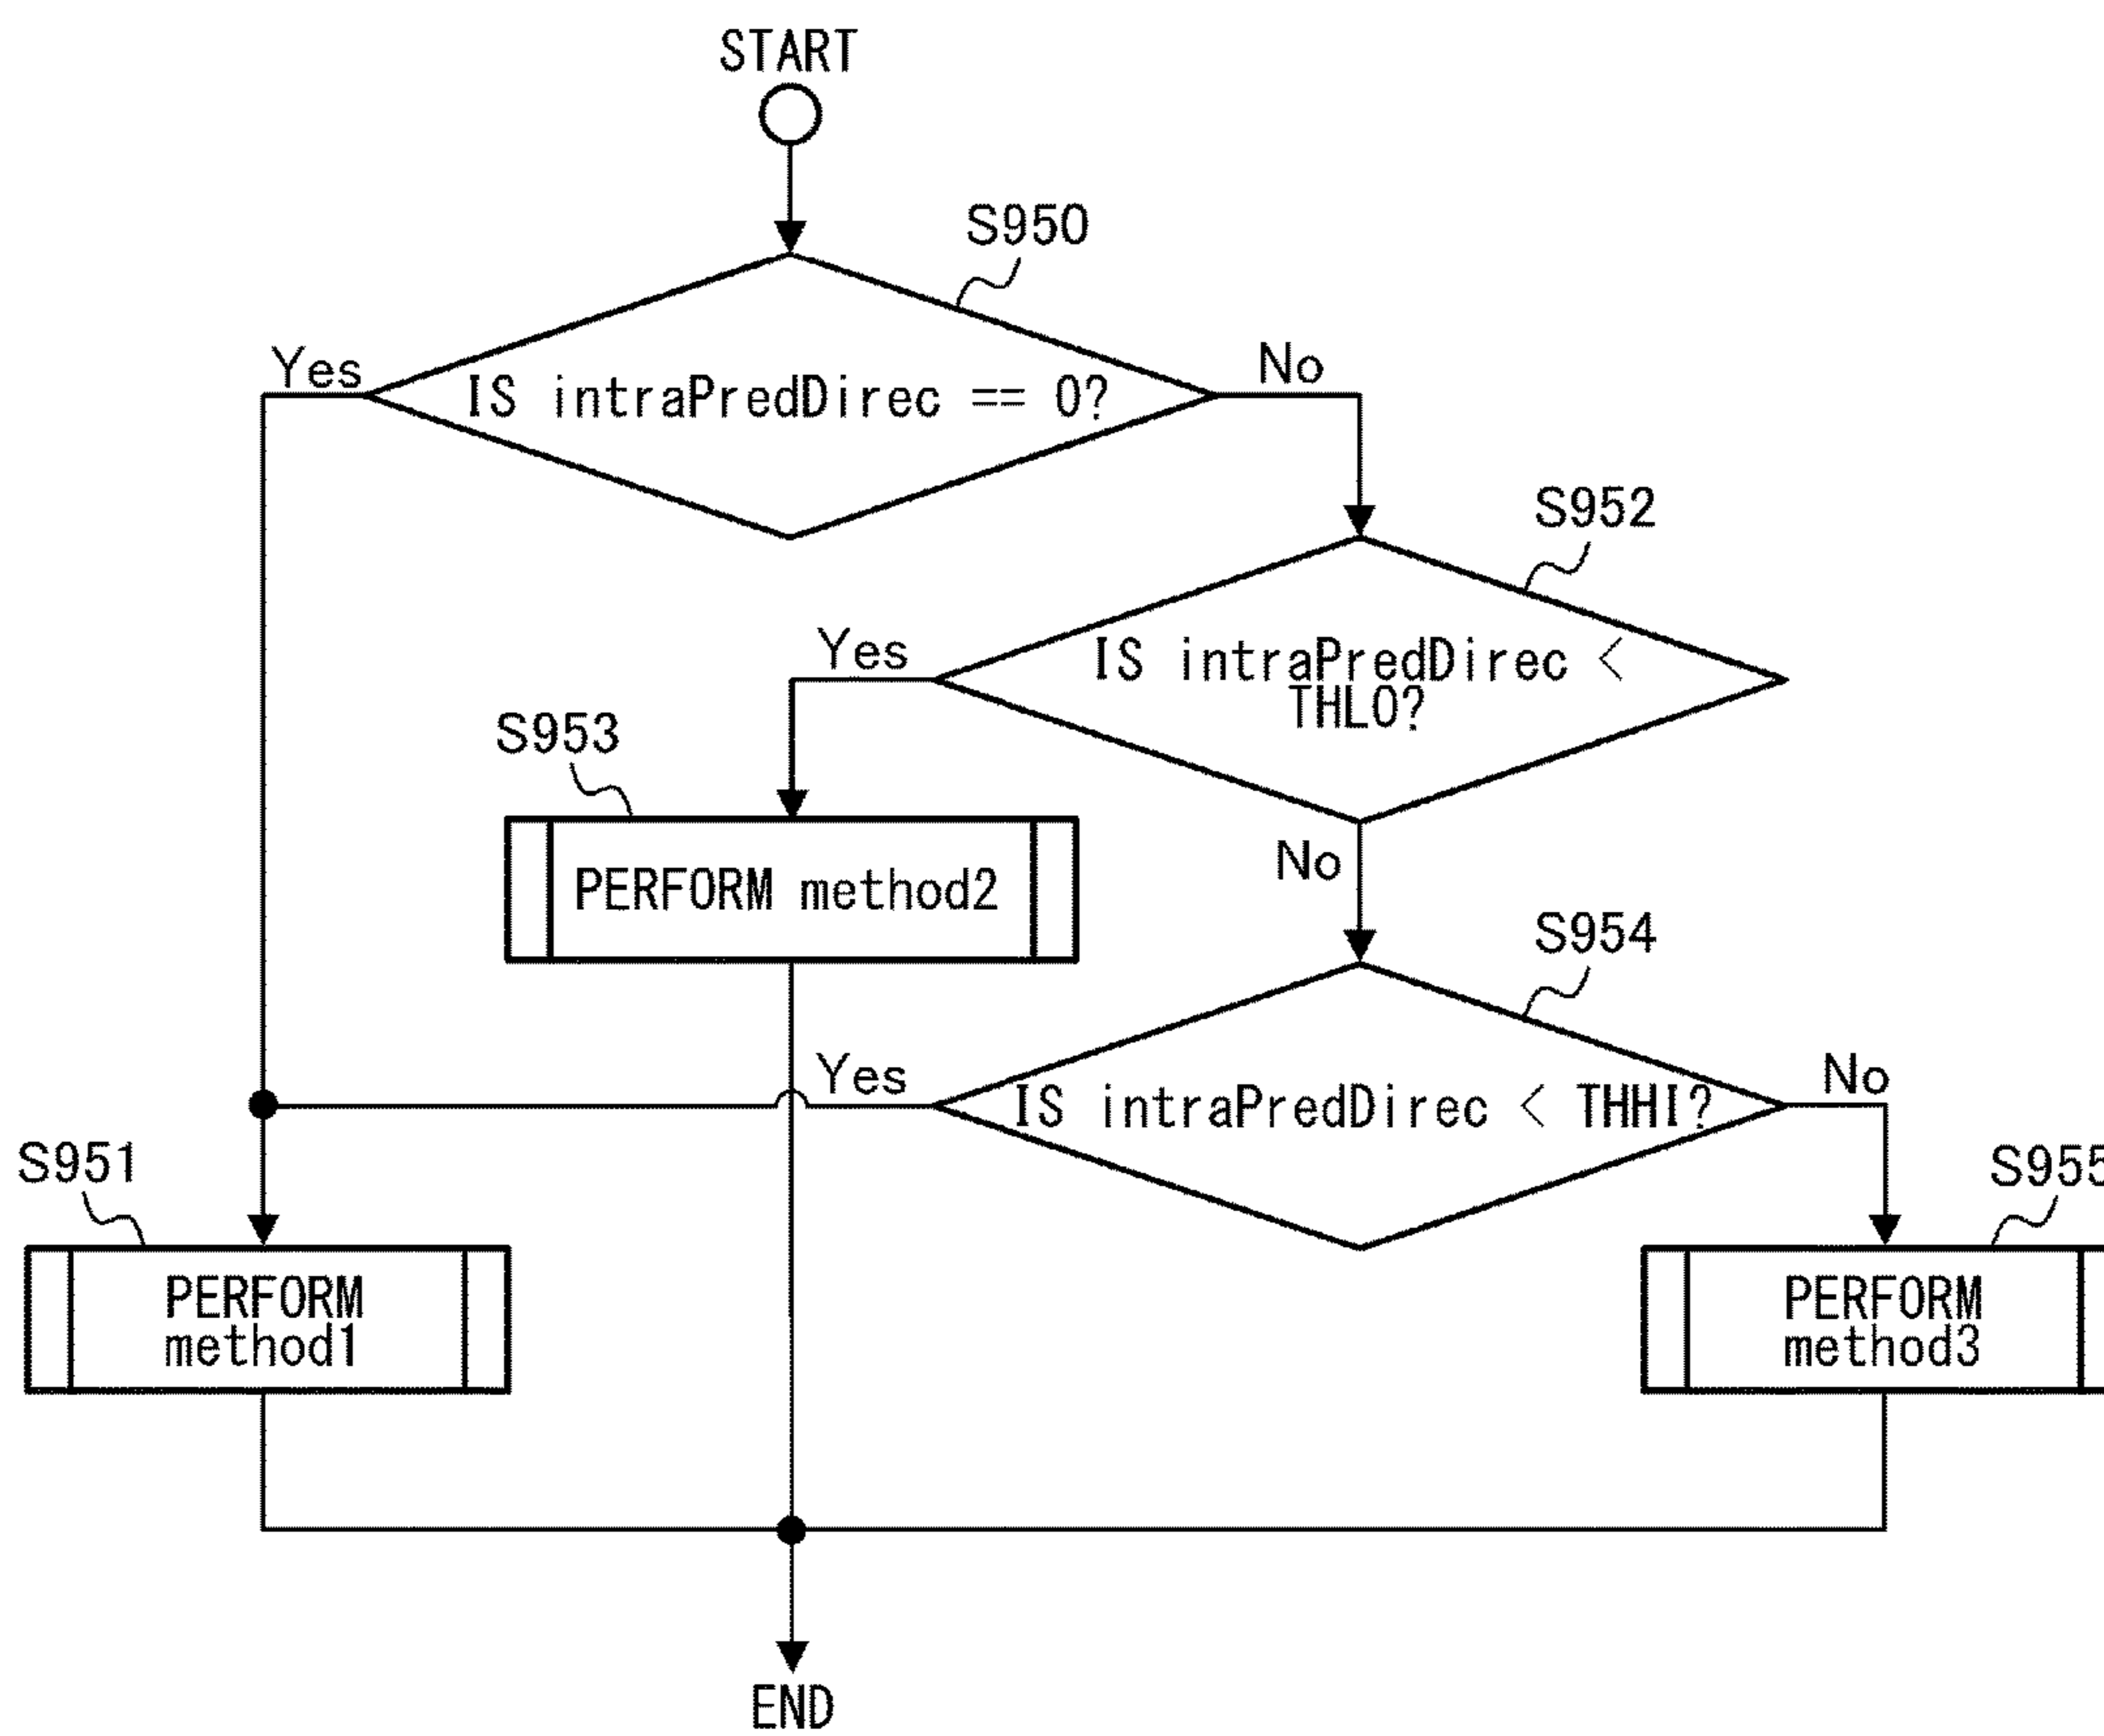 START
S950
Yes
IS intraPredDirec == 0?
No
S952
Yes
IS intraPredDirec <
THLO?
S953
No
PERFORM method2
S954
Yes
IS intraPredDirec < THHI?
No
S951
S955
PERFORM
method1
PERFORM
method3
END